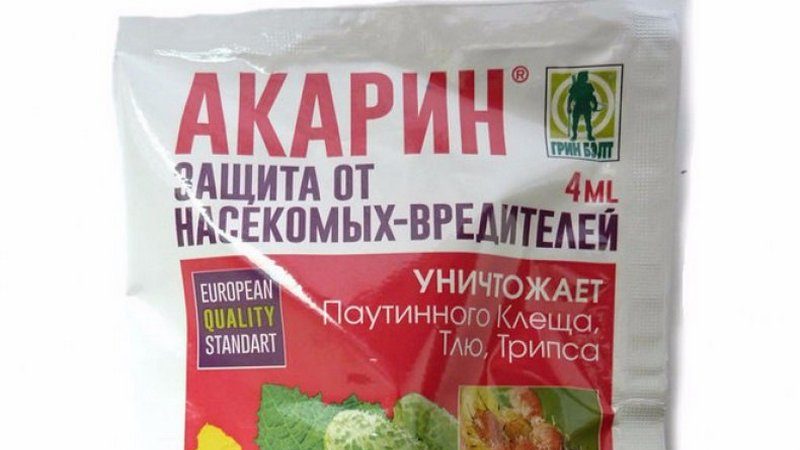 АКАРИН®
ГРИН БЭЛТ
ЗАЩИТА ОТ
4ML
НАСЕКОМЫХ-ВРЕДИТЕЛЕЙ
EUROPEAN
QUALITY
STANDART
УНИЧТОЖАЕТ
Паутинного Клеща,
Тлю, Трипса